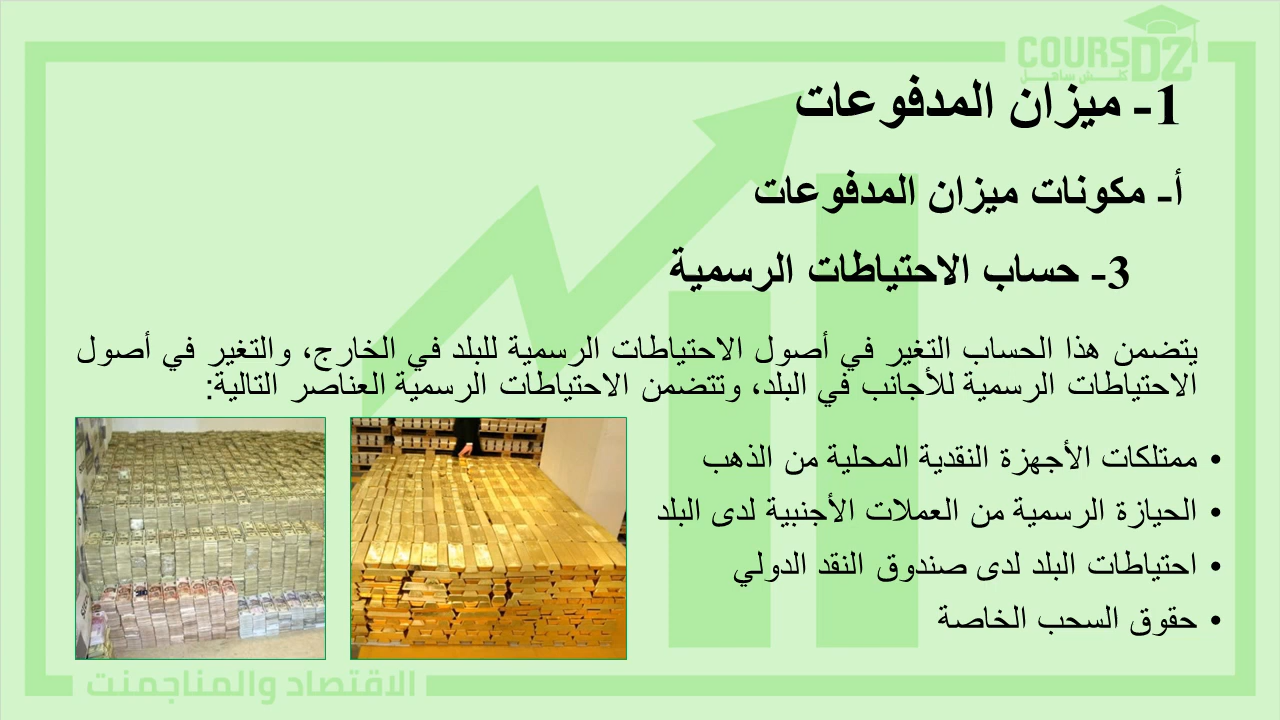 COURSDZ
كلش ساهل
1- ميزان المدفوعات
أ- مكونات ميزان المدفوعات
3- حساب الاحتياطات الرسمية
يتضمن هذا الحساب التغير في أصول الاحتياطات الرسمية للبلد في الخارج، والتغير في أصول
الاحتياطات الرسمية للأجانب في البلد، وتتضمن الاحتياطات الرسمية العناصر التالية:
• ممتلكات الأجهزة النقدية المحلية من الذهب
• الحيازة الرسمية من العملات الأجنبية لدى البلد
• احتياطات البلد لدى صندوق النقد الدولي
• حقوق السحب الخاصة
الاقتصاد والمناجمنت